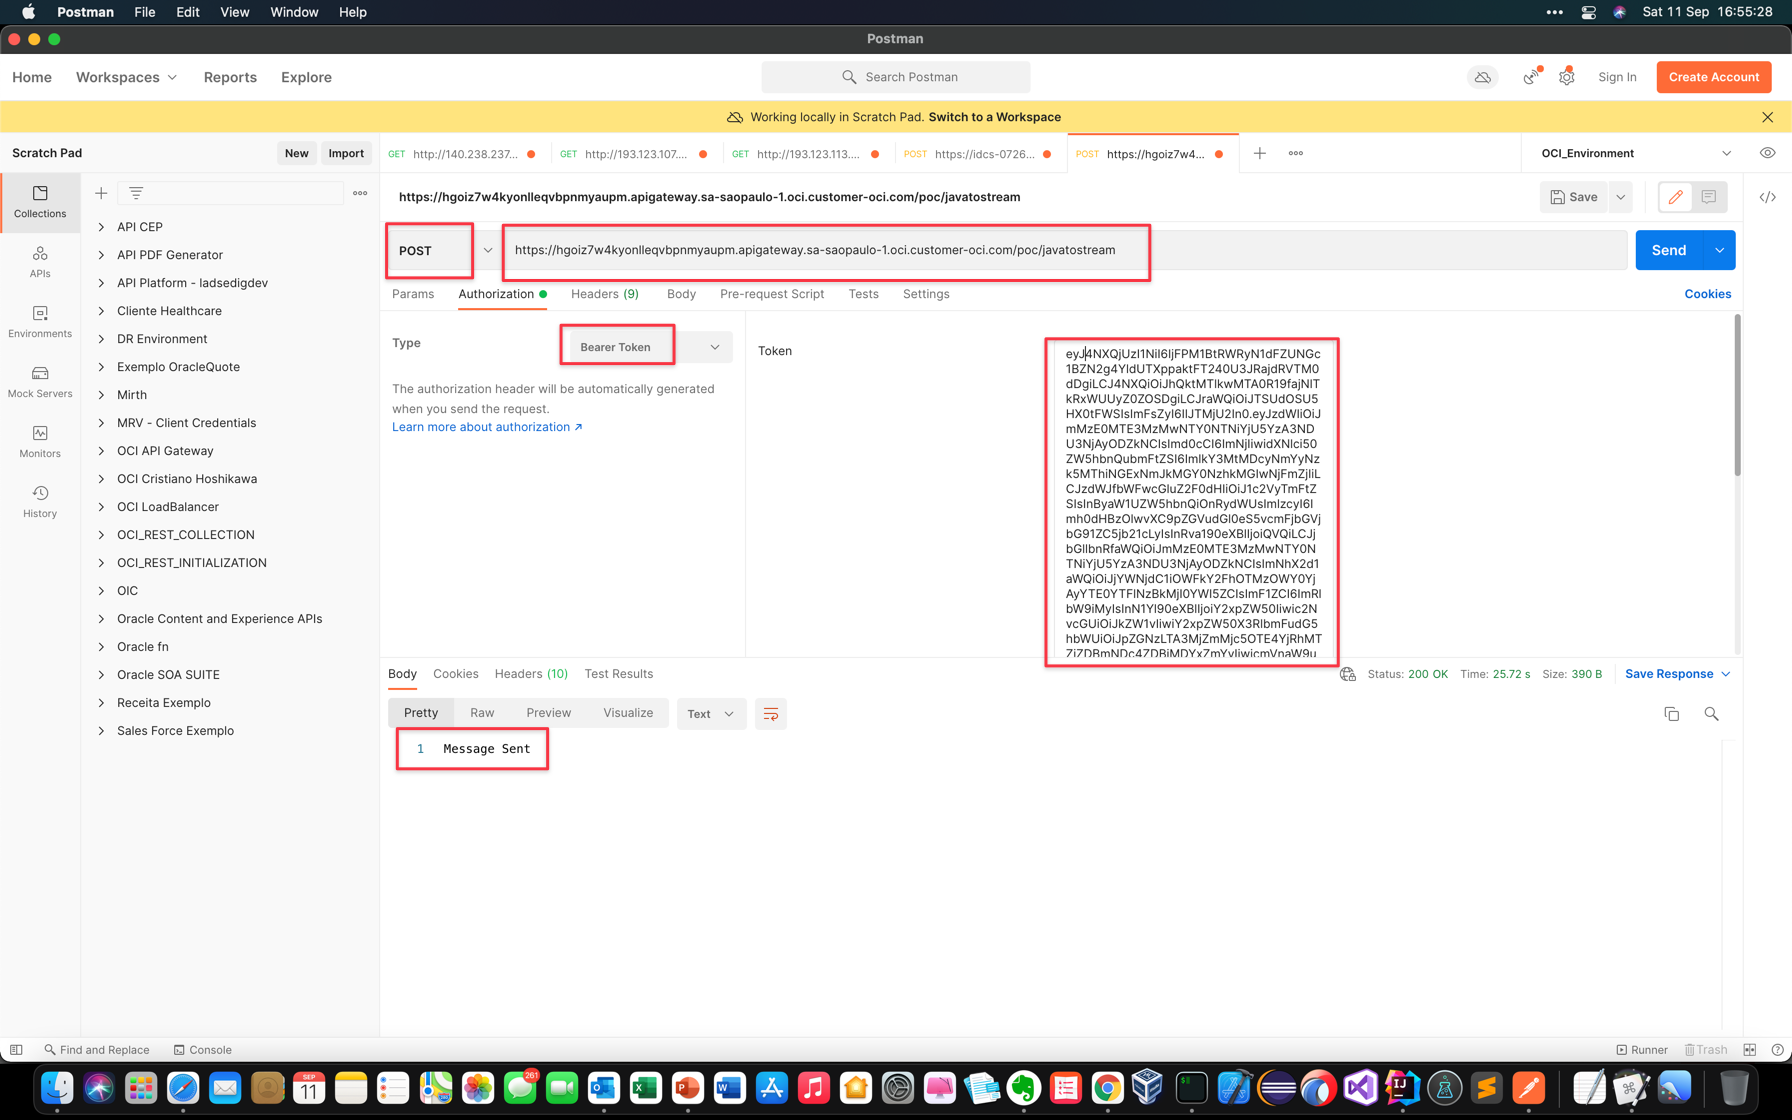 Postman File Edit View Window Help
Sat 11 Sep 16:55:28
Postman
Home Workspaces Reports Explore
Search Postman
Sign In
Create Account
Working locally in Scratch Pad. Switch to a Workspace
Scratch Pad
New
Import
GET http://140.238.237...
GET http://193.123.107....
GET http://193.123.113....
POST https://idcs-0726...
POST https://hgoiz7w4...
OCI_Environment
Collections
APIs
Environments
Mock Servers
Monitors
History
API CEP
API PDF Generator
API Platform - ladsedigdev
Cliente Healthcare
DR Environment
Exemplo OracleQuote
Mirth
MRV - Client Credentials
OCI API Gateway
OCI Cristiano Hoshikawa
OCI LoadBalancer
OCI_REST_COLLECTION
OCI_REST_INITIALIZATION
OIC
Oracle Content and Experience APIs
Oracle fn
Oracle SOA SUITE
Receita Exemplo
Sales Force Exemplo
https://hgoiz7w4kyonlleqvbpnmyaupm.apigateway.sa-saopaulo-1.oci.customer-oci.com/poc/javatostream
Save
POST
https://hgoiz7w4kyonlleqvbpnmyaupm.apigateway.sa-saopaulo-1.oci.customer-oci.com/poc/javatostream
Send
Params Authorization Headers (9) Body Pre-request Script Tests Settings
Cookies
Type
Bearer Token
The authorization header will be automatically generated
when you send the request.
Learn more about authorization ↗
Token
Body Cookies Headers (10) Test Results
Status: 200 OK Time: 25.72 s Size: 390 B
Save Response
Pretty Raw Preview Visualize
Text
1 Message Sent
Find and Replace
Console
Runner
Trash
SEP
11
261